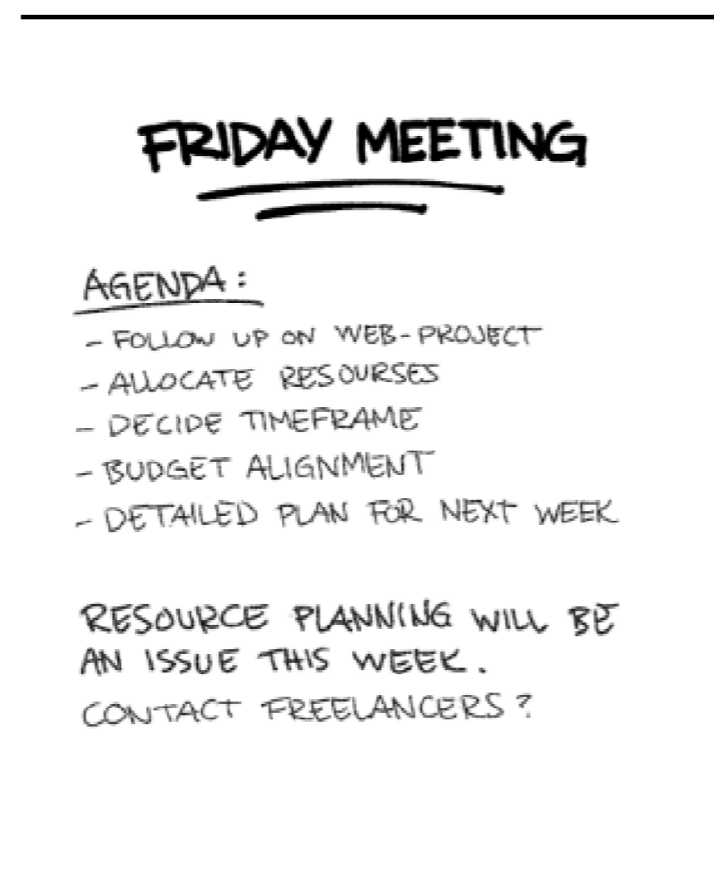 FRIDAY MEETING
AGENDA:
- FOLLOW UP ON WEB-PROJECT
- ALLOCATE RESOURSES
- DECIDE TIMEFRAME
- BUDGET ALIGNMENT
- DETAILED PLAN FOR NEXT WEEK
RESOURCE PLANNING WILL BE
AN ISSUE THIS WEEK.
CONTACT FREELANCERS?